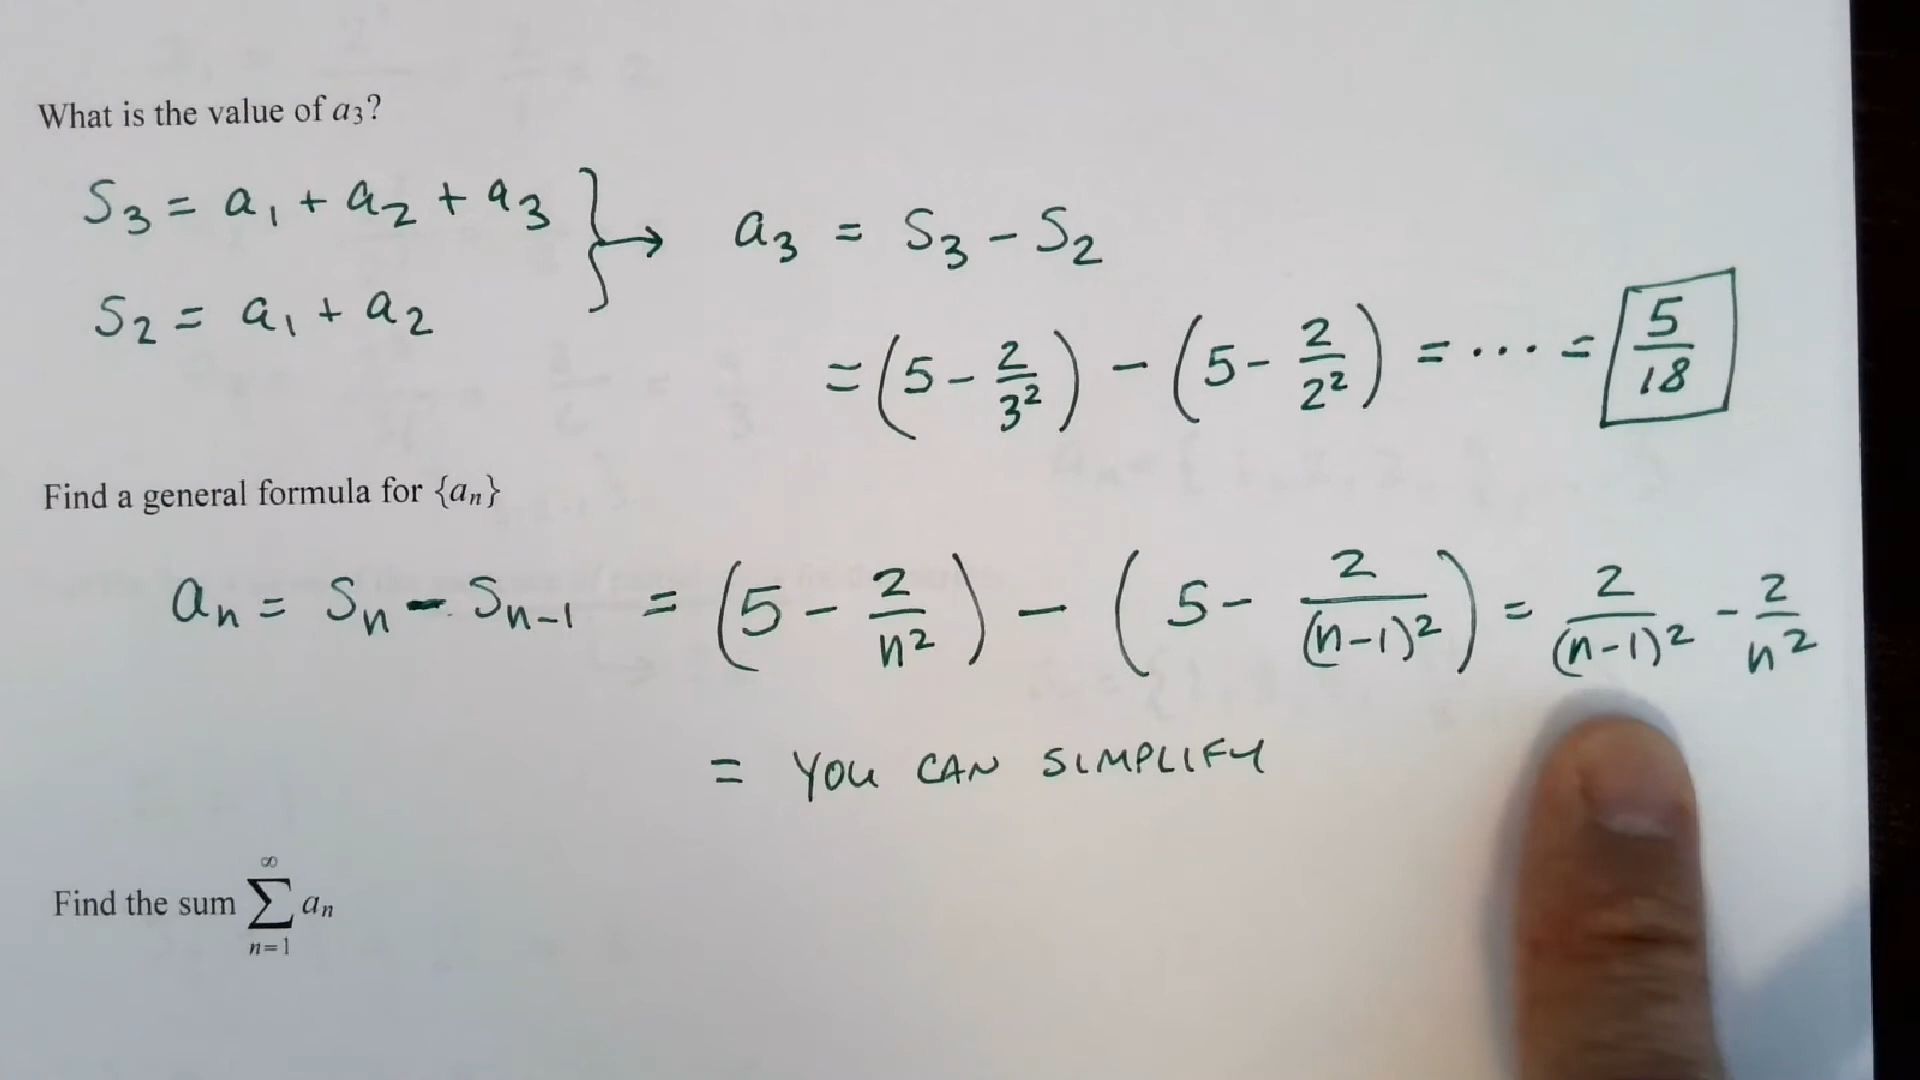 What is the value of a₃?
S₃ = a₁ + a₂ + a₃ } → a₃ = S₃ - S₂
S₂ = a₁ + a₂
= (5 - 2/3²) - (5 - 2/2²) = ... = 5/18
Find a general formula for {aₙ}
aₙ = Sₙ - Sₙ₋₁ = (5 - 2/n²) - (5 - 2/(n-1)²) = 2/(n-1)² - 2/n²
= YOU CAN SIMPLIFY
Find the sum ∑_{n=1}^{∞} aₙ